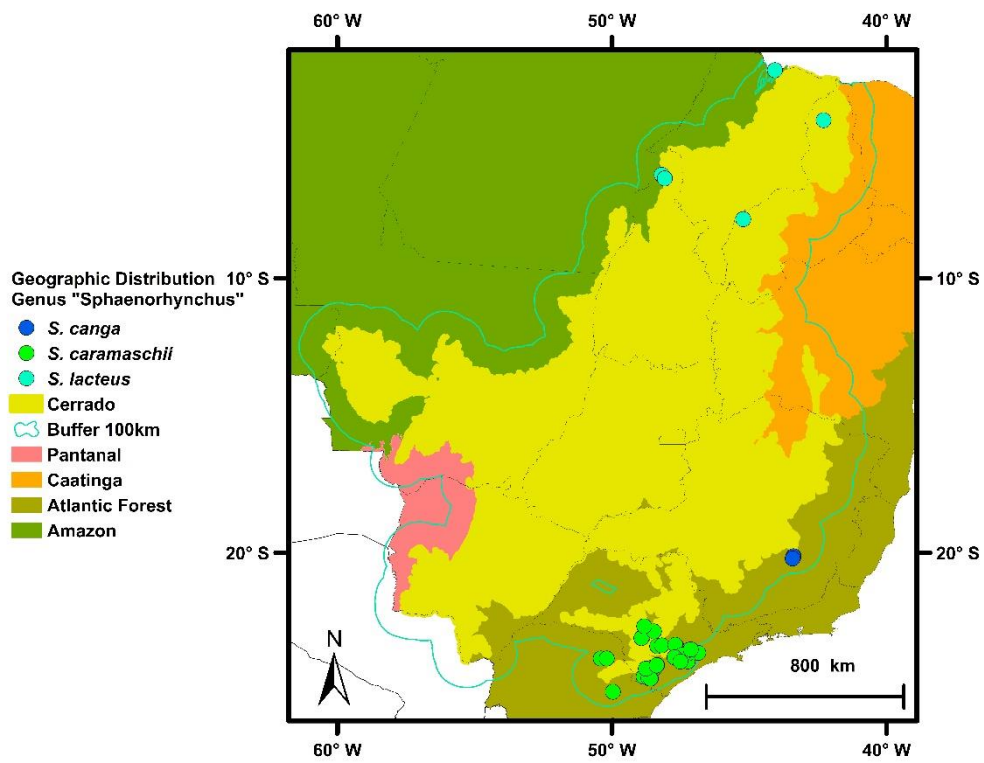 60° W 50° W 40° W
Geographic Distribution 10° S 10° S
Genus "Sphaenorhynchus"
S. canga
S. caramaschii
S. lacteus
Cerrado
Buffer 100km
Pantanal
Caatinga
Atlantic Forest
Amazon
20° S 20° S
N
800 km
60° W 50° W 40° W